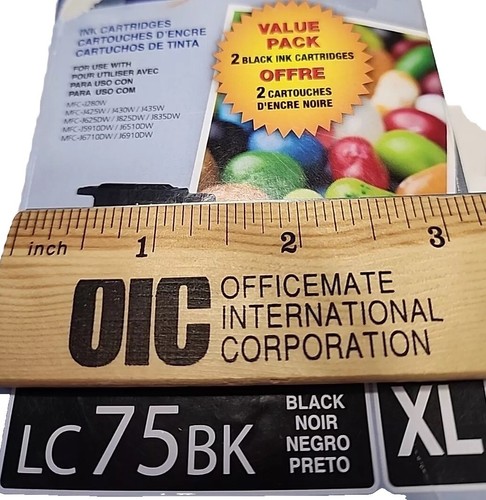 INK CARTRIDGES
CARTOUCHES D'ENCRE
CARTUCHOS DE TINTA
FOR USE WITH
POUR UTILISER AVEC
PARA USO CON
PARA USO COM
MFC-J280W
MFC-J425W / J430W / J435W
MFC-J625DW / J825DW / J835DW
MFC-J5910DW / J6510DW
MFC-J6710DW / J6910DW
VALUE
PACK
2 BLACK INK CARTRIDGES
OFFRE
2 CARTOUCHES
D'ENCRE NOIRE
inch 1 2 3
OIC
OFFICEMATE
INTERNATIONAL
CORPORATION
LC 75BK
BLACK
NOIR
NEGRO
PRETO
XL